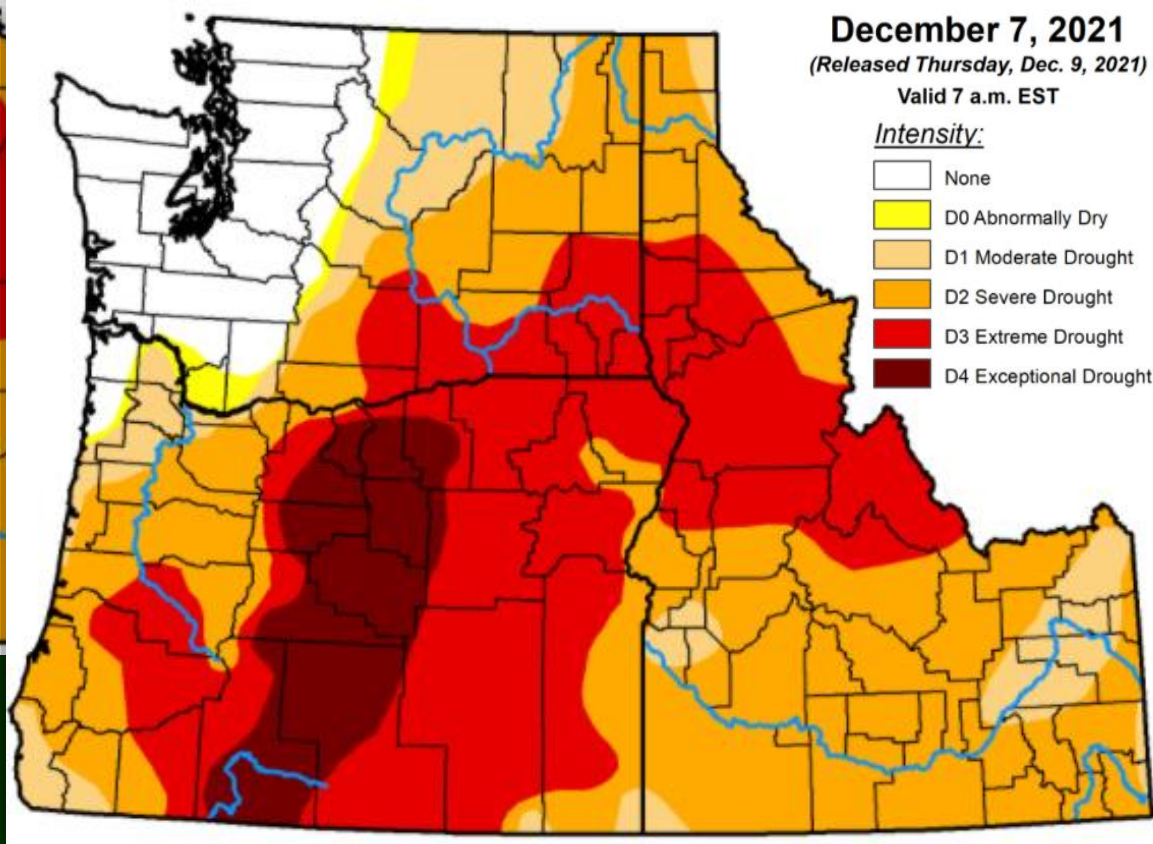 December 7, 2021
(Released Thursday, Dec. 9, 2021)
Valid 7 a.m. EST
Intensity:
None
D0 Abnormally Dry
D1 Moderate Drought
D2 Severe Drought
D3 Extreme Drought
D4 Exceptional Drought